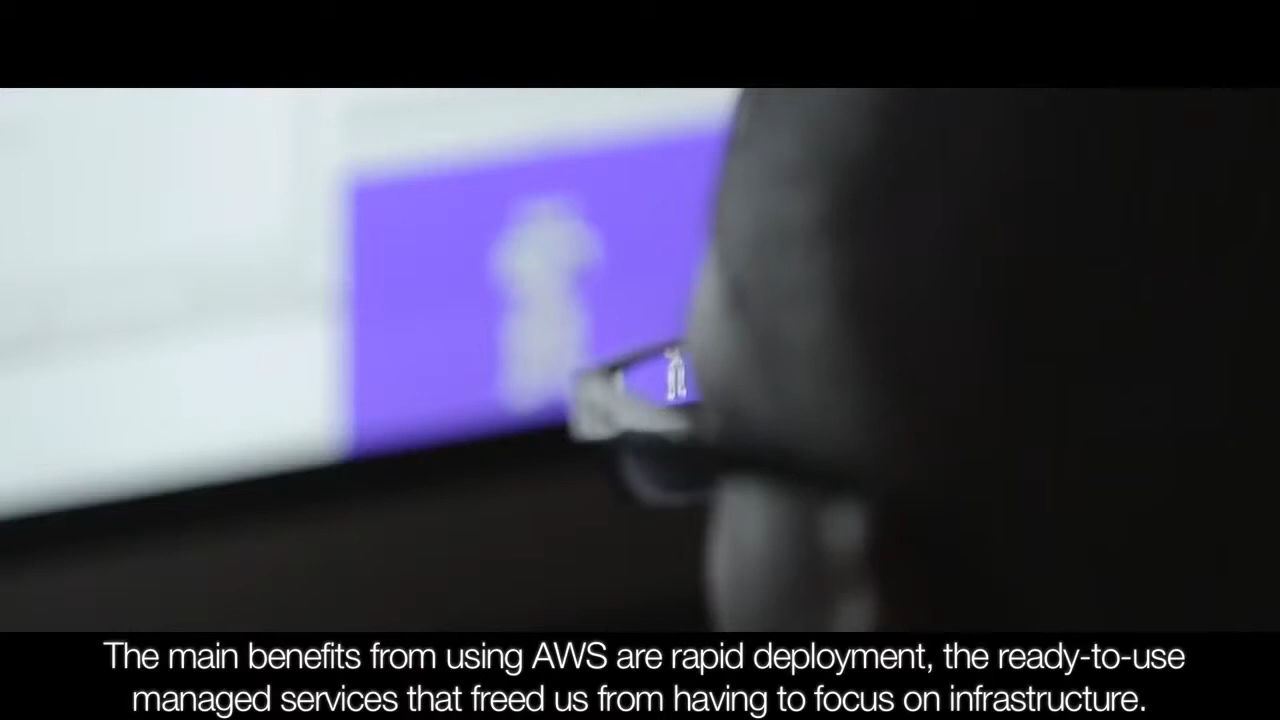 The main benefits from using AWS are rapid deployment, the ready-to-use
managed services that freed us from having to focus on infrastructure.